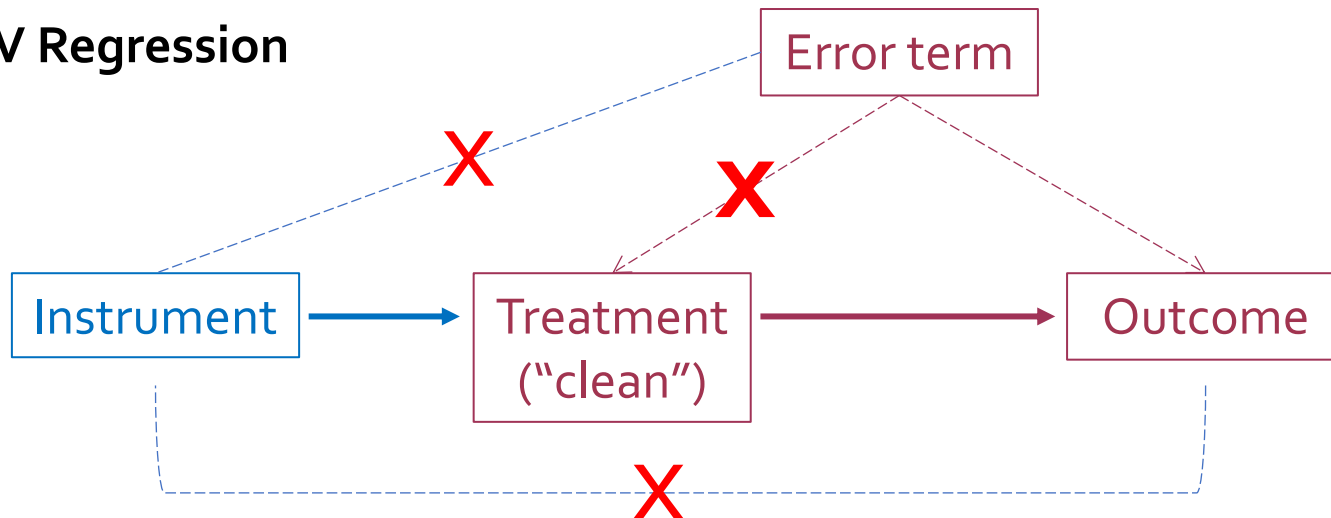 V Regression
Error term
X
X
Instrument
Treatment
(“clean”)
Outcome
X